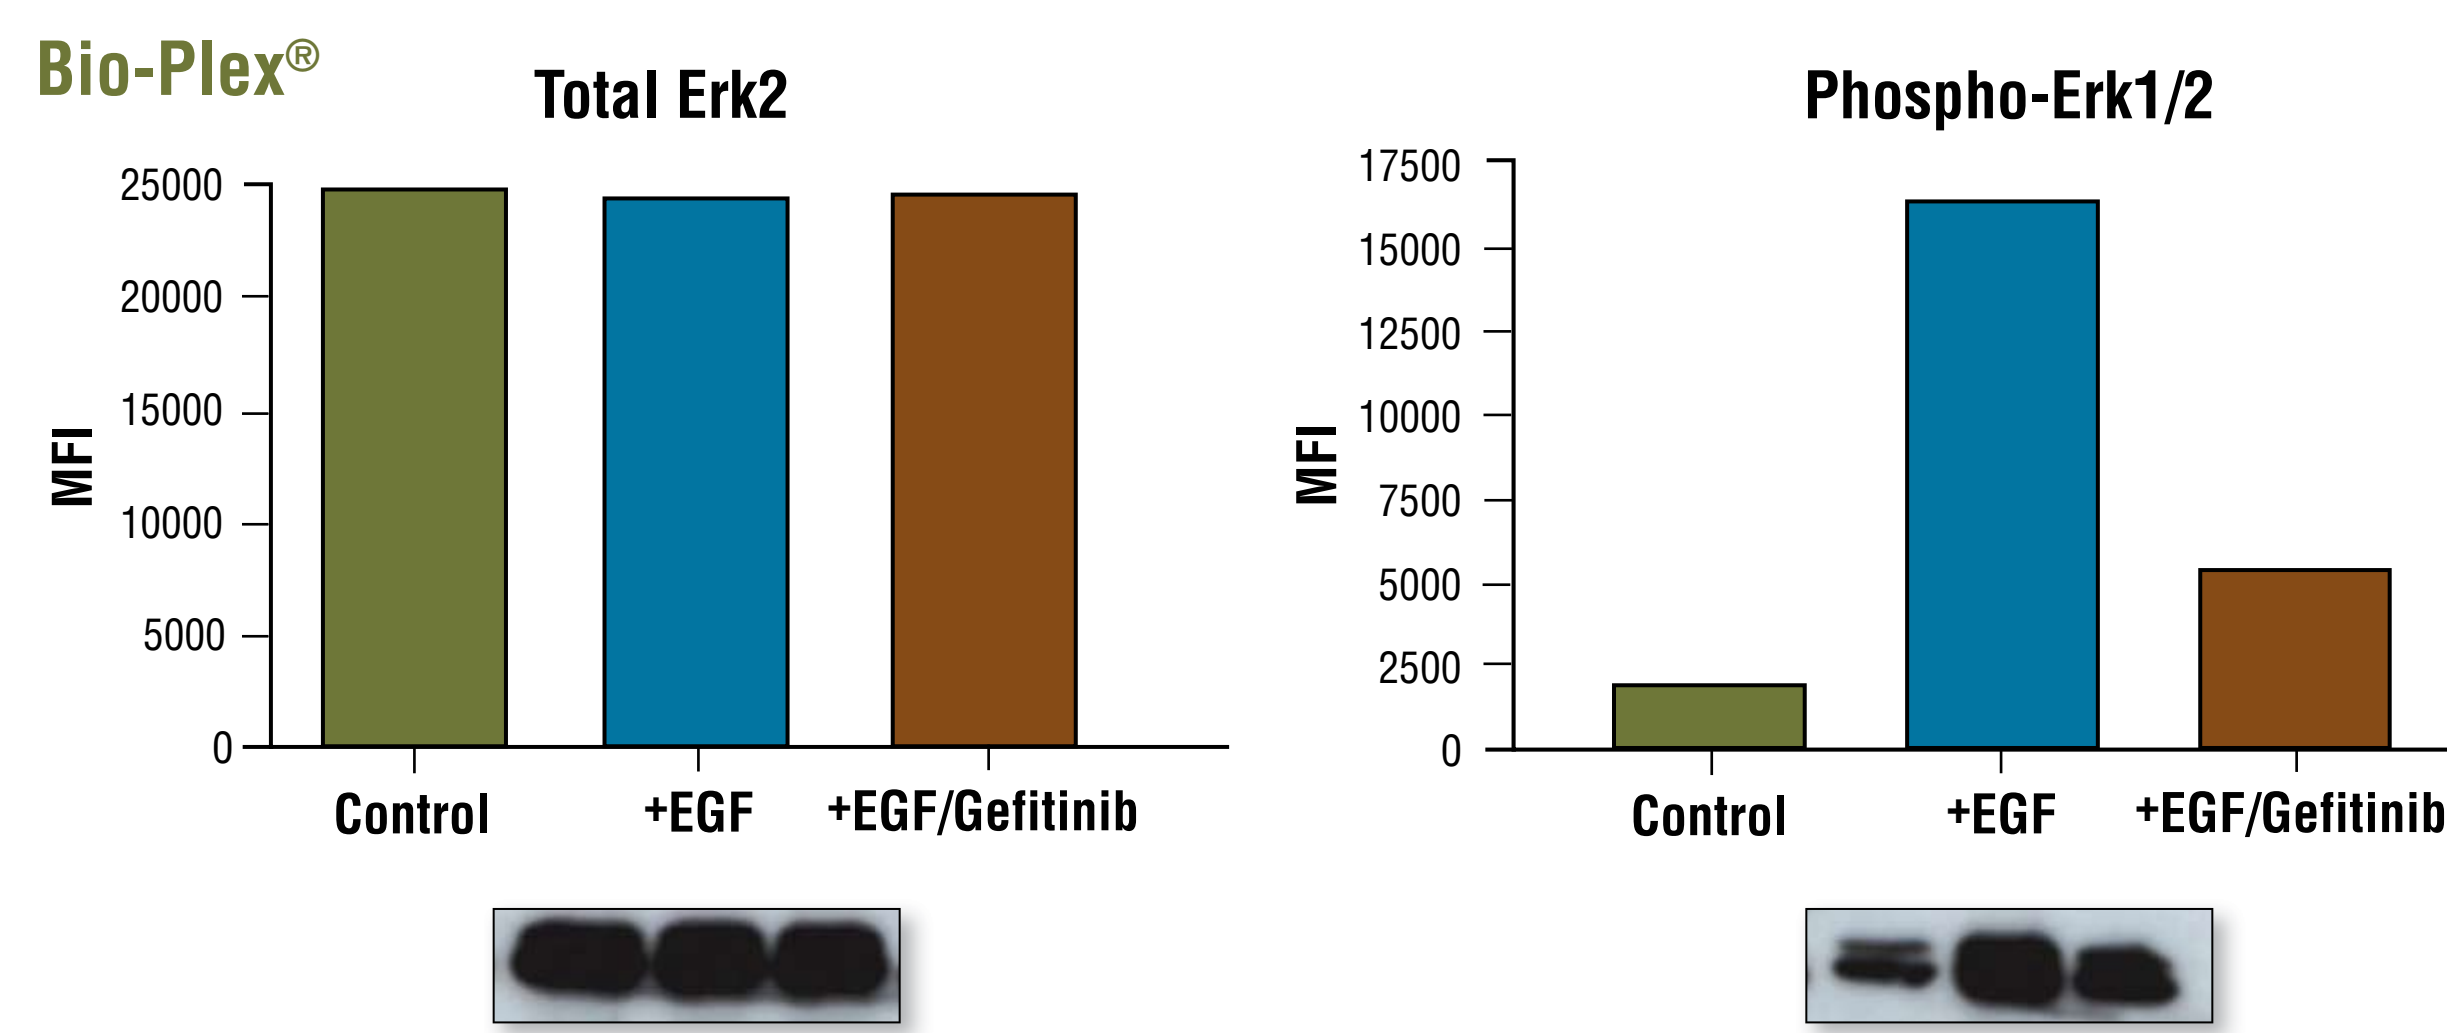 Bio-Plex®
Total Erk2
25000
20000
15000
10000
5000
0
MFI
Control
+EGF
+EGF/Gefitinib
Phospho-Erk1/2
17500
15000
12500
10000
7500
5000
2500
0
MFI
Control
+EGF
+EGF/Gefitinib